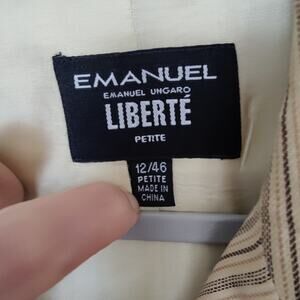 EMANUEL
EMANUEL UNGARO
LIBERTÉ
PETITE
12/46
PETITE
MADE IN
CHINA